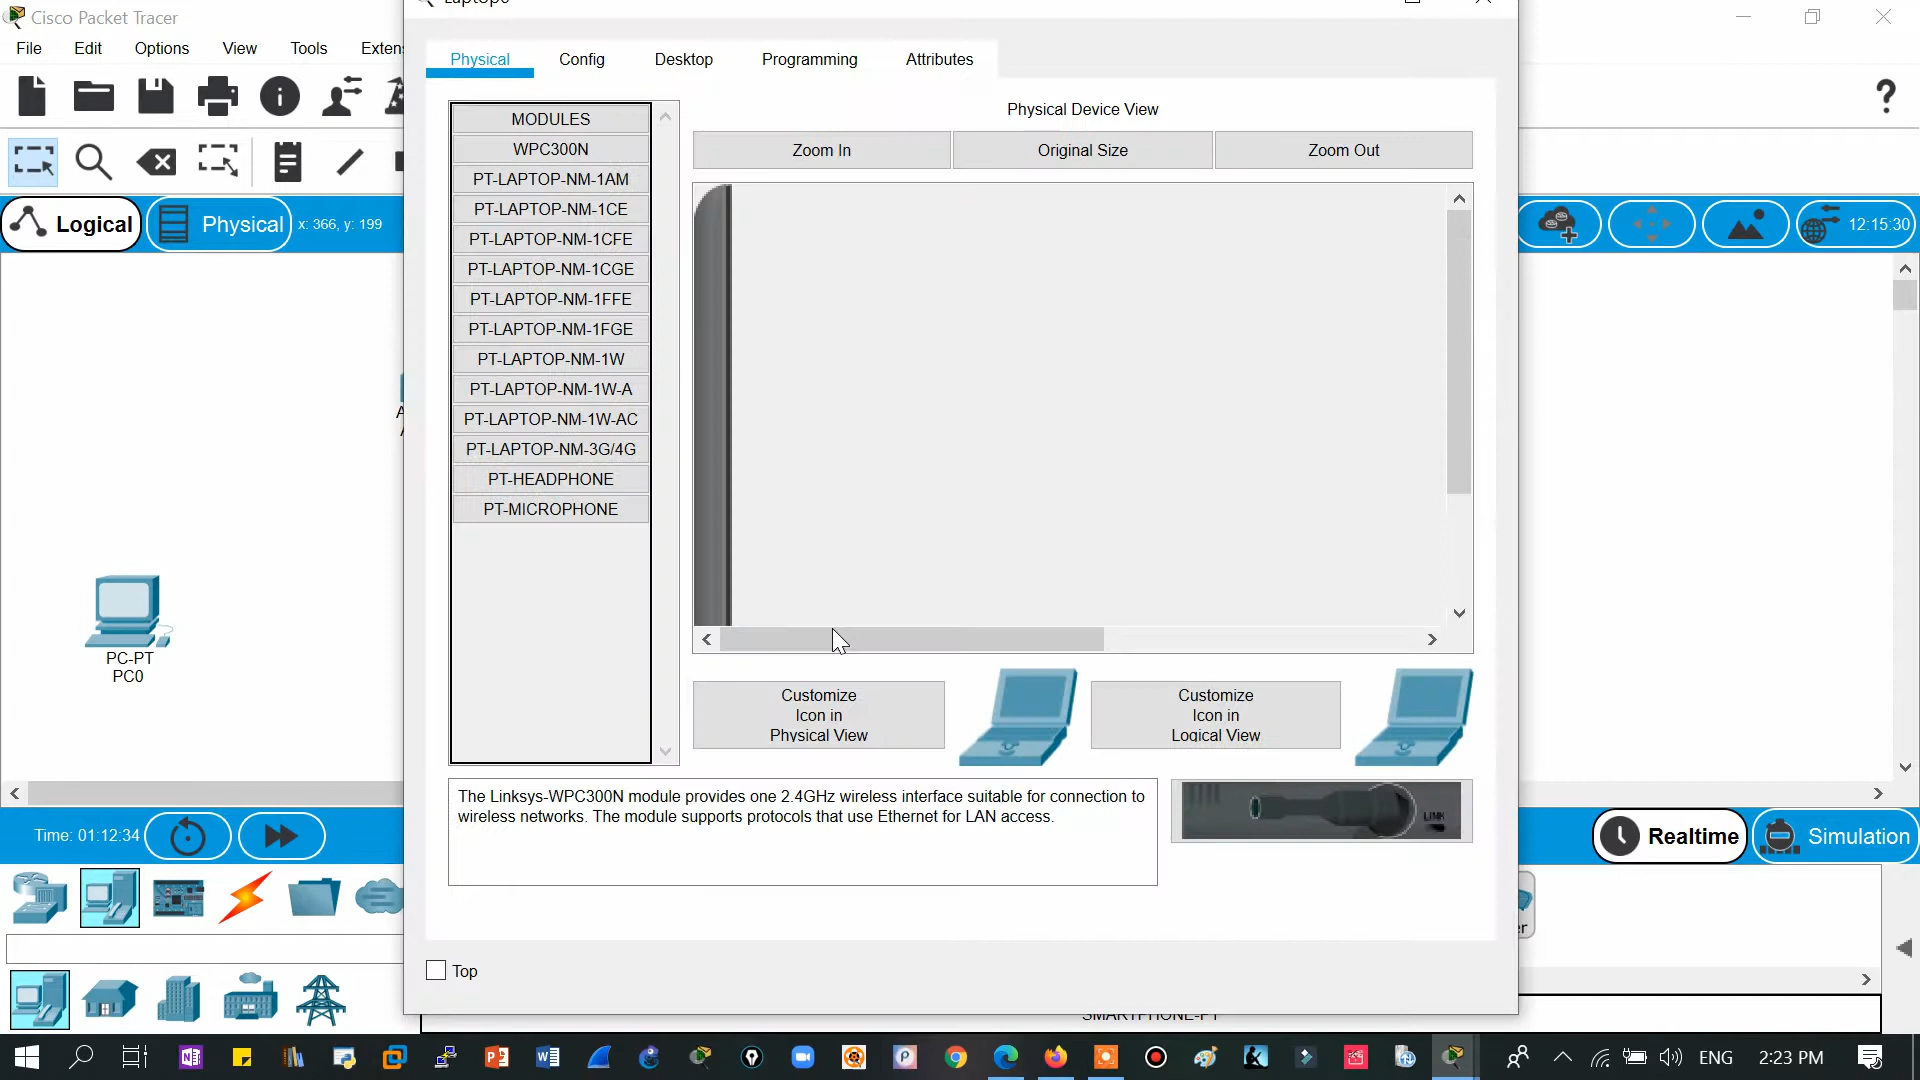 Cisco Packet Tracer
File Edit Options View Tools Exten
Logical
Physical
x: 366, y: 199
12:15:30
Physical Config Desktop Programming Attributes
MODULES
WPC300N
PT-LAPTOP-NM-1AM
PT-LAPTOP-NM-1CE
PT-LAPTOP-NM-1CFE
PT-LAPTOP-NM-1CGE
PT-LAPTOP-NM-1FFE
PT-LAPTOP-NM-1FGE
PT-LAPTOP-NM-1W
PT-LAPTOP-NM-1W-A
PT-LAPTOP-NM-1W-AC
PT-LAPTOP-NM-3G/4G
PT-HEADPHONE
PT-MICROPHONE
Physical Device View
Zoom In
Original Size
Zoom Out
PC-PT
PC0
Customize
Icon in
Physical View
Customize
Icon in
Logical View
The Linksys-WPC300N module provides one 2.4GHz wireless interface suitable for connection to
wireless networks. The module supports protocols that use Ethernet for LAN access.
LINK
Top
Time: 01:12:34
Realtime
Simulation
er
SMARTPHONE-PT
ENG
2:23 PM